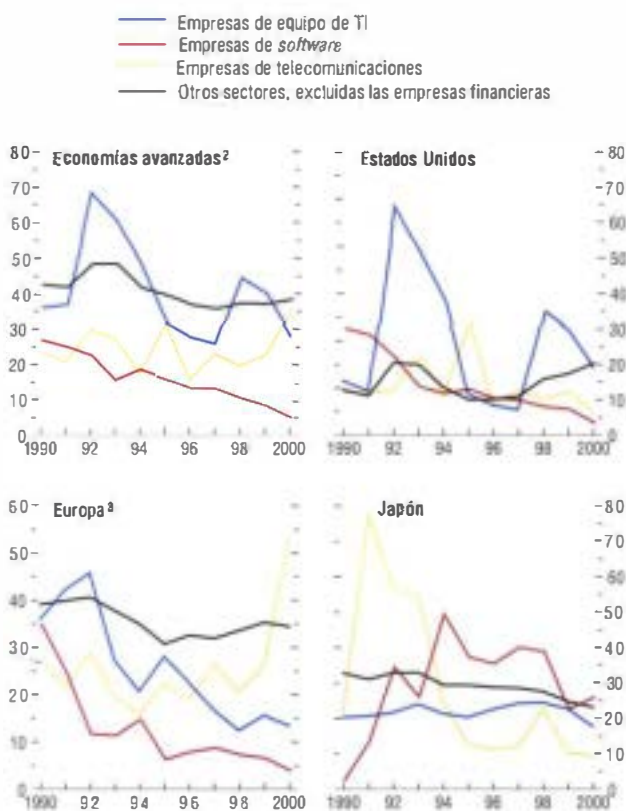 Empresas de equipo de TI
Empresas de software
Empresas de telecomunicaciones
Otros sectores, excluidas las empresas financieras
Economías avanzadas²
80
70
60
50
40
30
20
10
0
1990 92 94 96 98 2000
Estados Unidos
80
70
60
50
40
30
20
10
0
1990 92 94 96 98 2000
Europa³
60
50
40
30
20
10
0
1990 92 94 96 98 2000
Japón
80
70
60
50
40
30
20
10
0
1990 92 94 96 98 2000